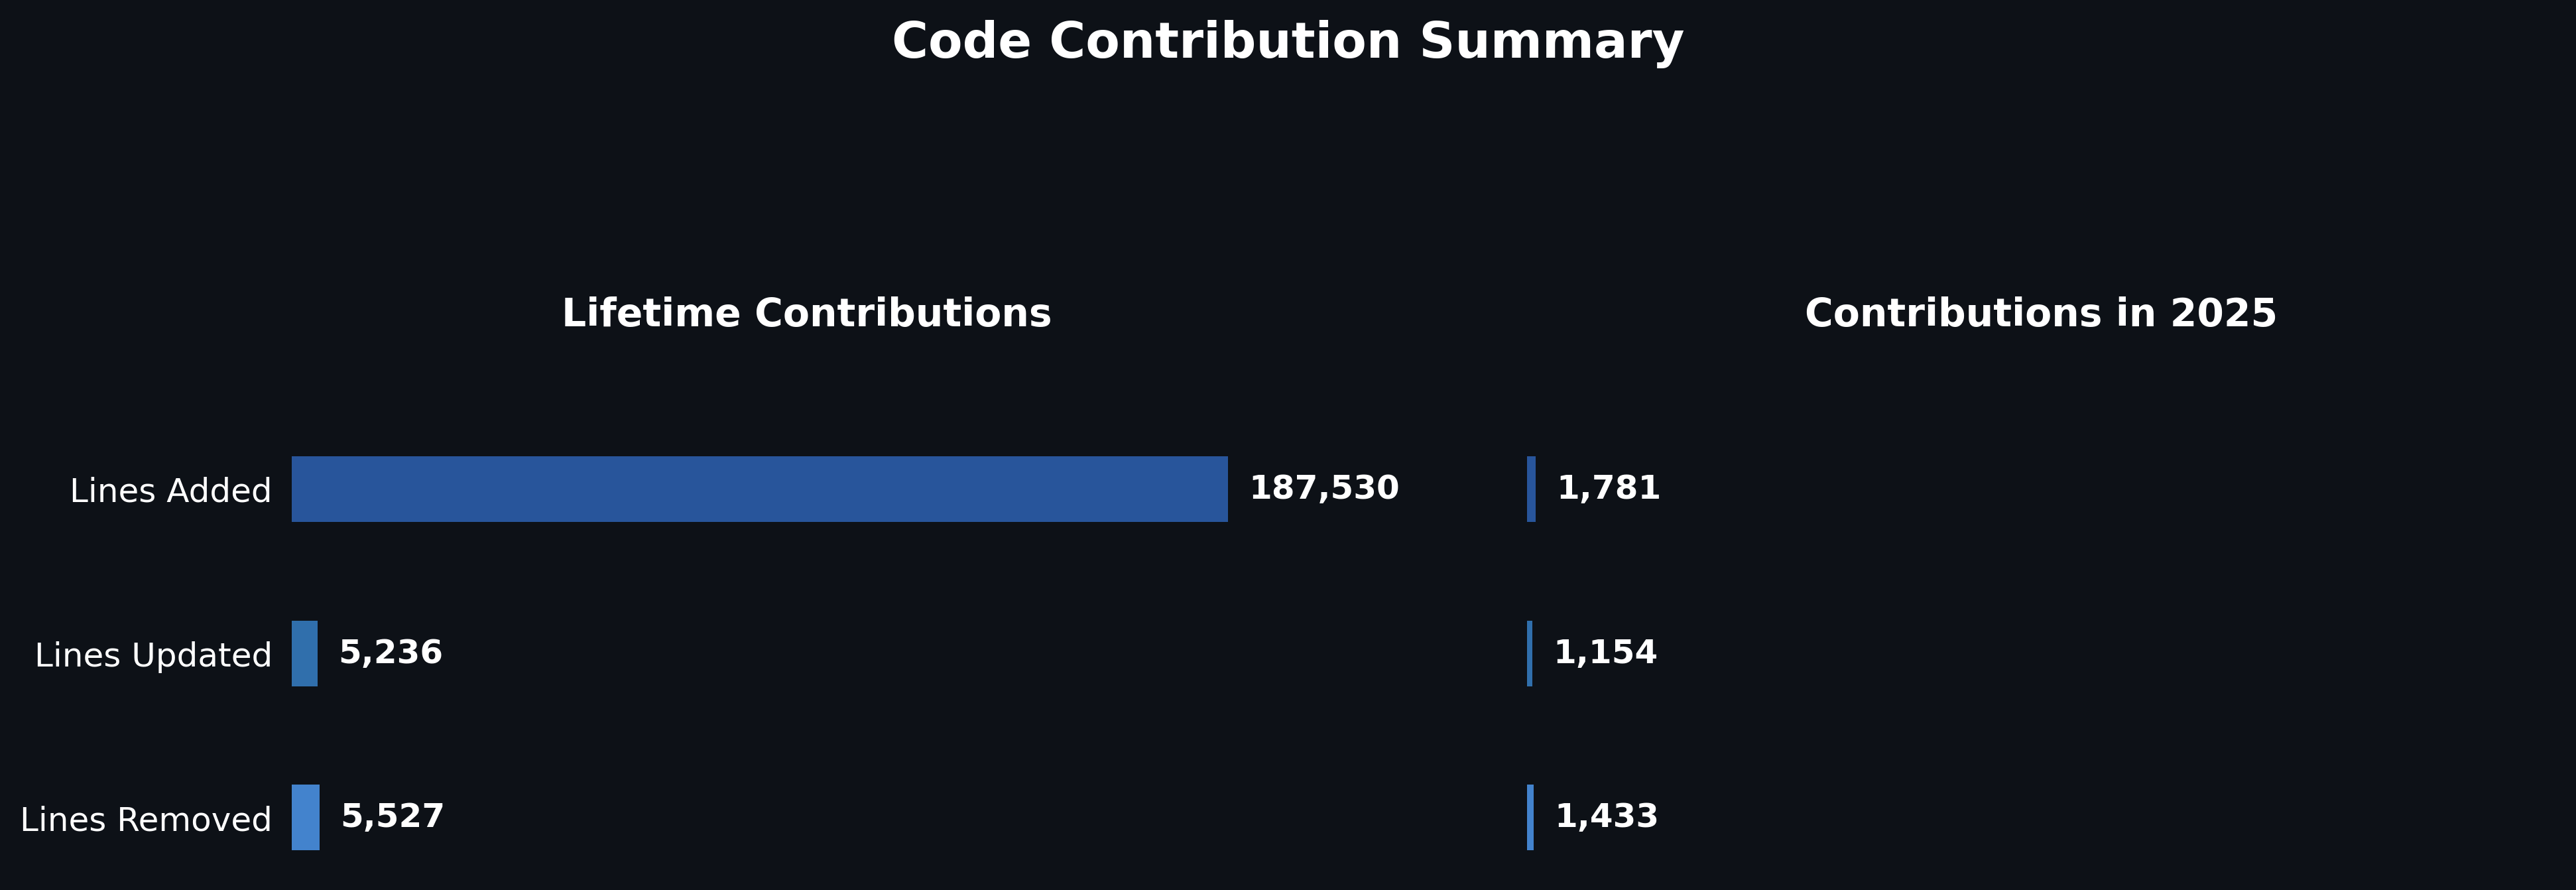 Code Contribution Summary
Lifetime Contributions
Contributions in 2025
Lines Added 187,530 1,781
Lines Updated 5,236 1,154
Lines Removed 5,527 1,433